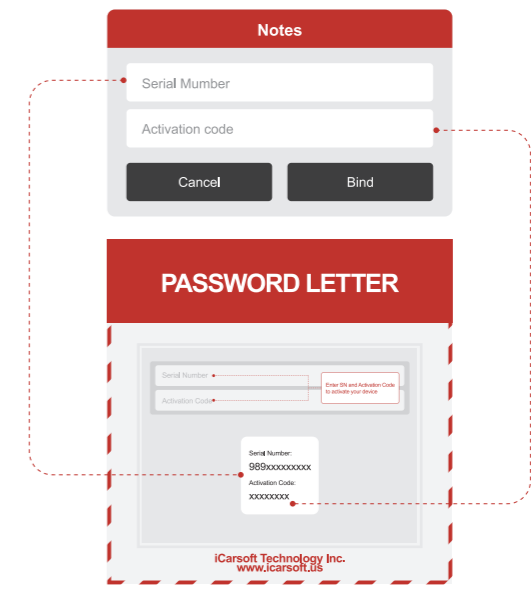 Notes
Serial Mumber
Activation code
Cancel
Bind
PASSWORD LETTER
Serial Number
Activation Code
Enter SN and Activation Code
to activate your device
Serial Number:
989xxxxxxxxx
Activation Code:
xxxxxxxx
iCarsoft Technology Inc.
www.icarsoft.us